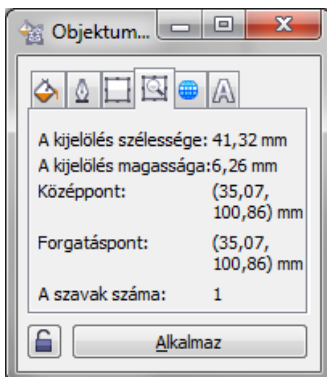 Objektum...
A kijelölés szélessége: 41,32 mm
A kijelölés magassága:6,26 mm
Középpont: (35,07,
100,86) mm
Forgatáspont: (35,07,
100,86) mm
A szavak száma: 1
Alkalmaz